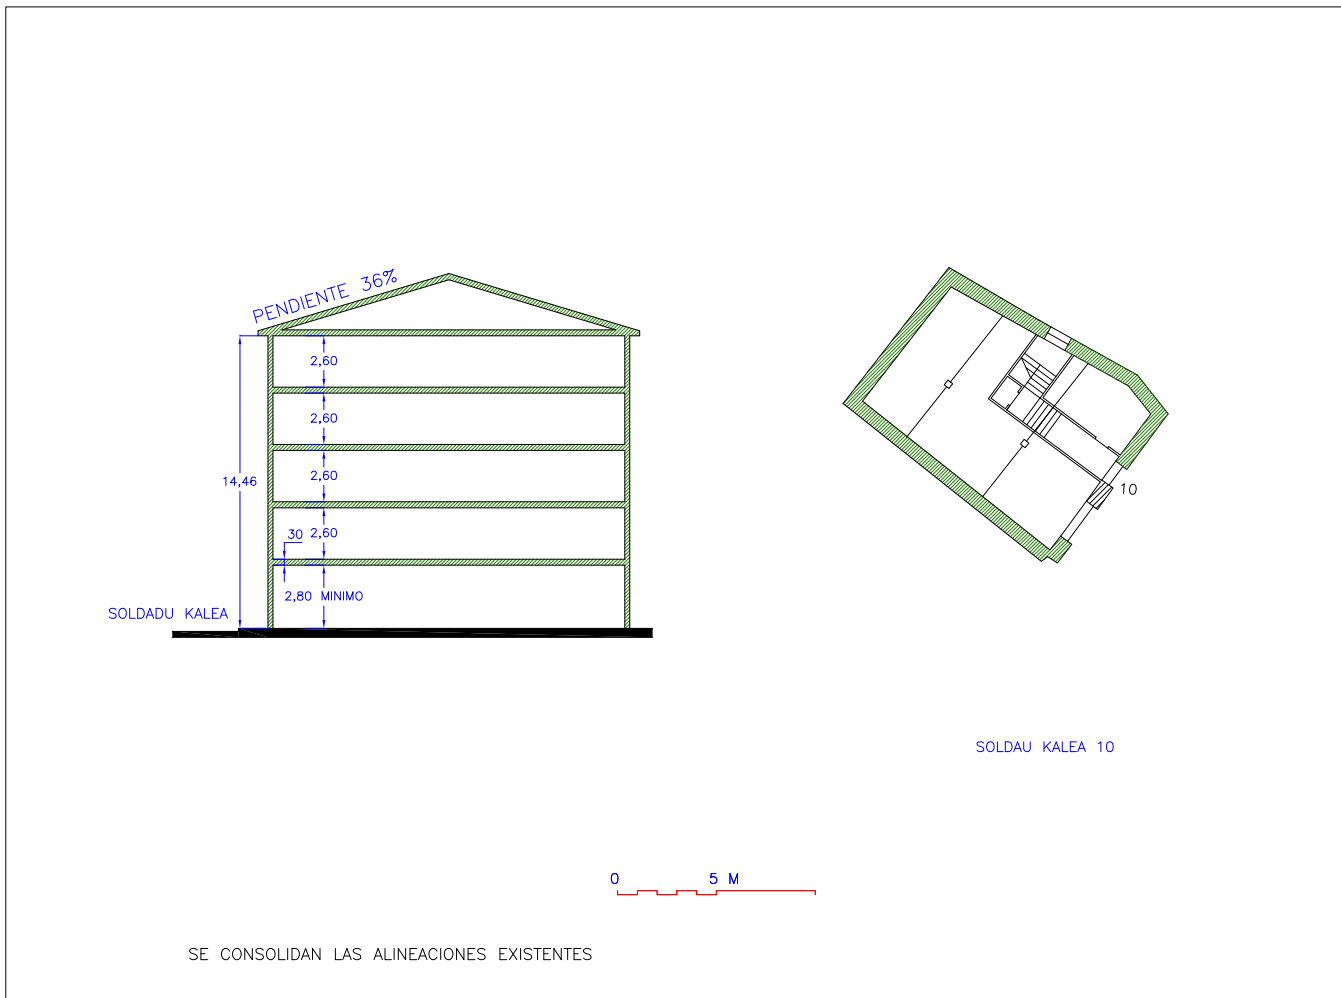 PENDIENTE 36%
2,60
2,60
14,46
2,60
30 2,60
2,80 MINIMO
SOLDADU KALEA
10
SOLDAU KALEA 10
0 5 M
SE CONSOLIDAN LAS ALINEACIONES EXISTENTES